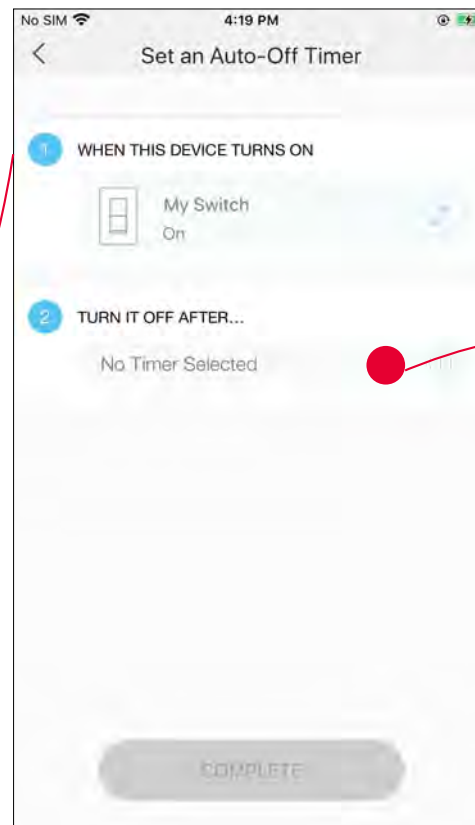 No SIM 4:19 PM
Set an Auto-Off Timer
1 WHEN THIS DEVICE TURNS ON
My Switch
On
2 TURN IT OFF AFTER...
No Timer Selected
COMPLETE